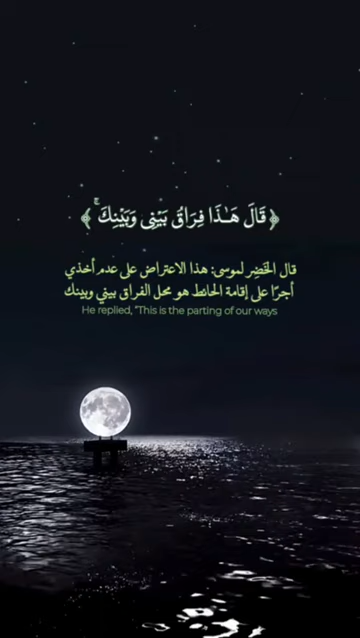 ﴿ قَالَ هَـٰذَا فِرَاقُ بَيْنِى وَبَيْنِكَ ۚ ﴾
قال الخَضِر لموسى: هذا الاعتراض على عدم أخذي
أجرًا على إقامة الحائط هو محل الفراق بيني وبينك
He replied, "This is the parting of our ways